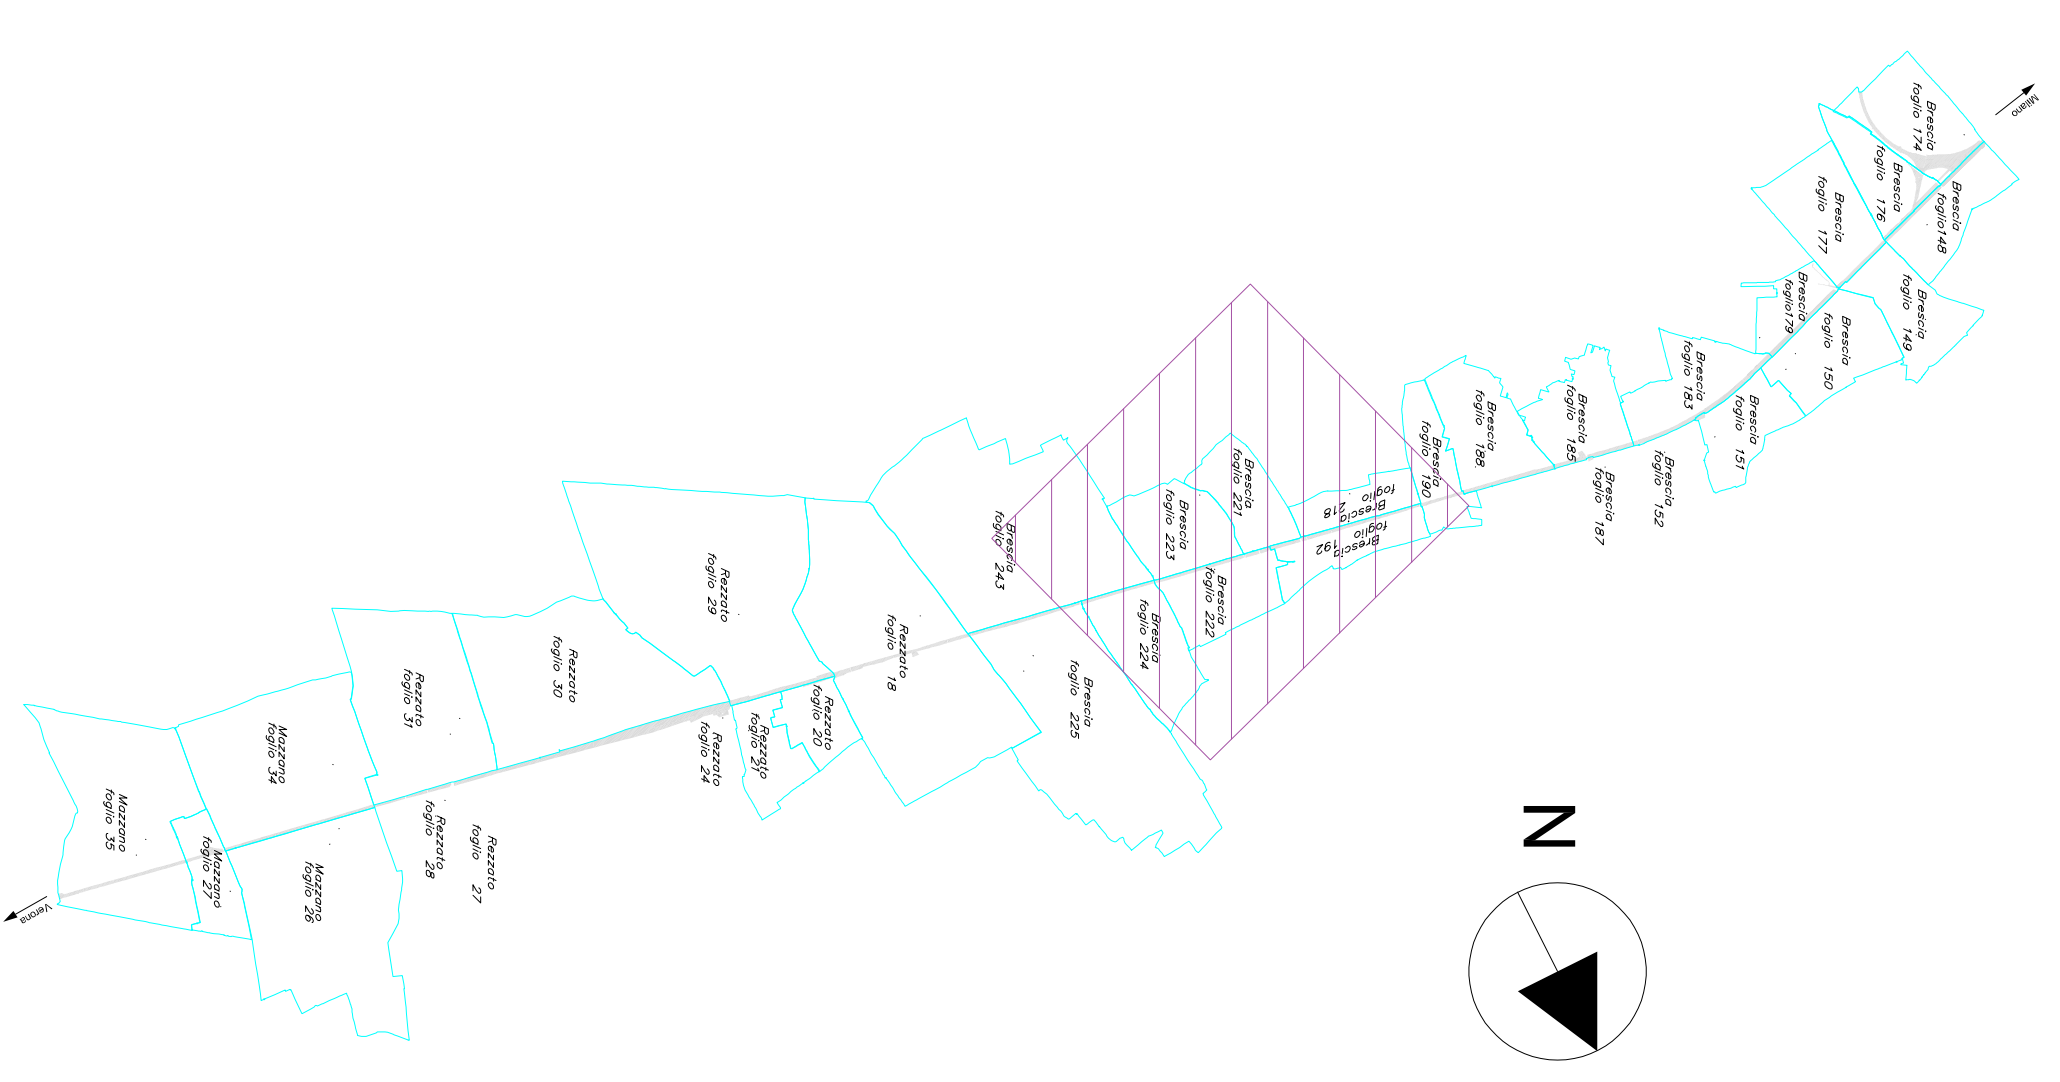 Milano
Brescia
foglio 174
Brescia
foglio 176
Brescia
foglio148
Brescia
foglio 177
Brescia
foglio179
Brescia
foglio 149
Brescia
foglio 150
Brescia
foglio 183
Brescia
foglio 151
Brescia
foglio 185
Brescia
foglio 152
Brescia
foglio 187
Brescia
foglio 188
Brescia
foglio 190
Brescia
foglio 218
Brescia
foglio 192
Brescia
foglio 221
Brescia
foglio 223
Brescia
foglio 222
Brescia
foglio 224
Brescia
foglio 243
Brescia
foglio 225
Rezzato
foglio 18
Rezzato
foglio 29
Rezzato
foglio 20
Rezzato
foglio 21
Rezzato
foglio 24
Rezzato
foglio 30
Rezzato
foglio 31
Rezzato
foglio 27
Rezzato
foglio 28
Mazzano
foglio 34
Mazzano
foglio 35
Mazzano
foglio 27
Mazzano
foglio 26
Verona
N